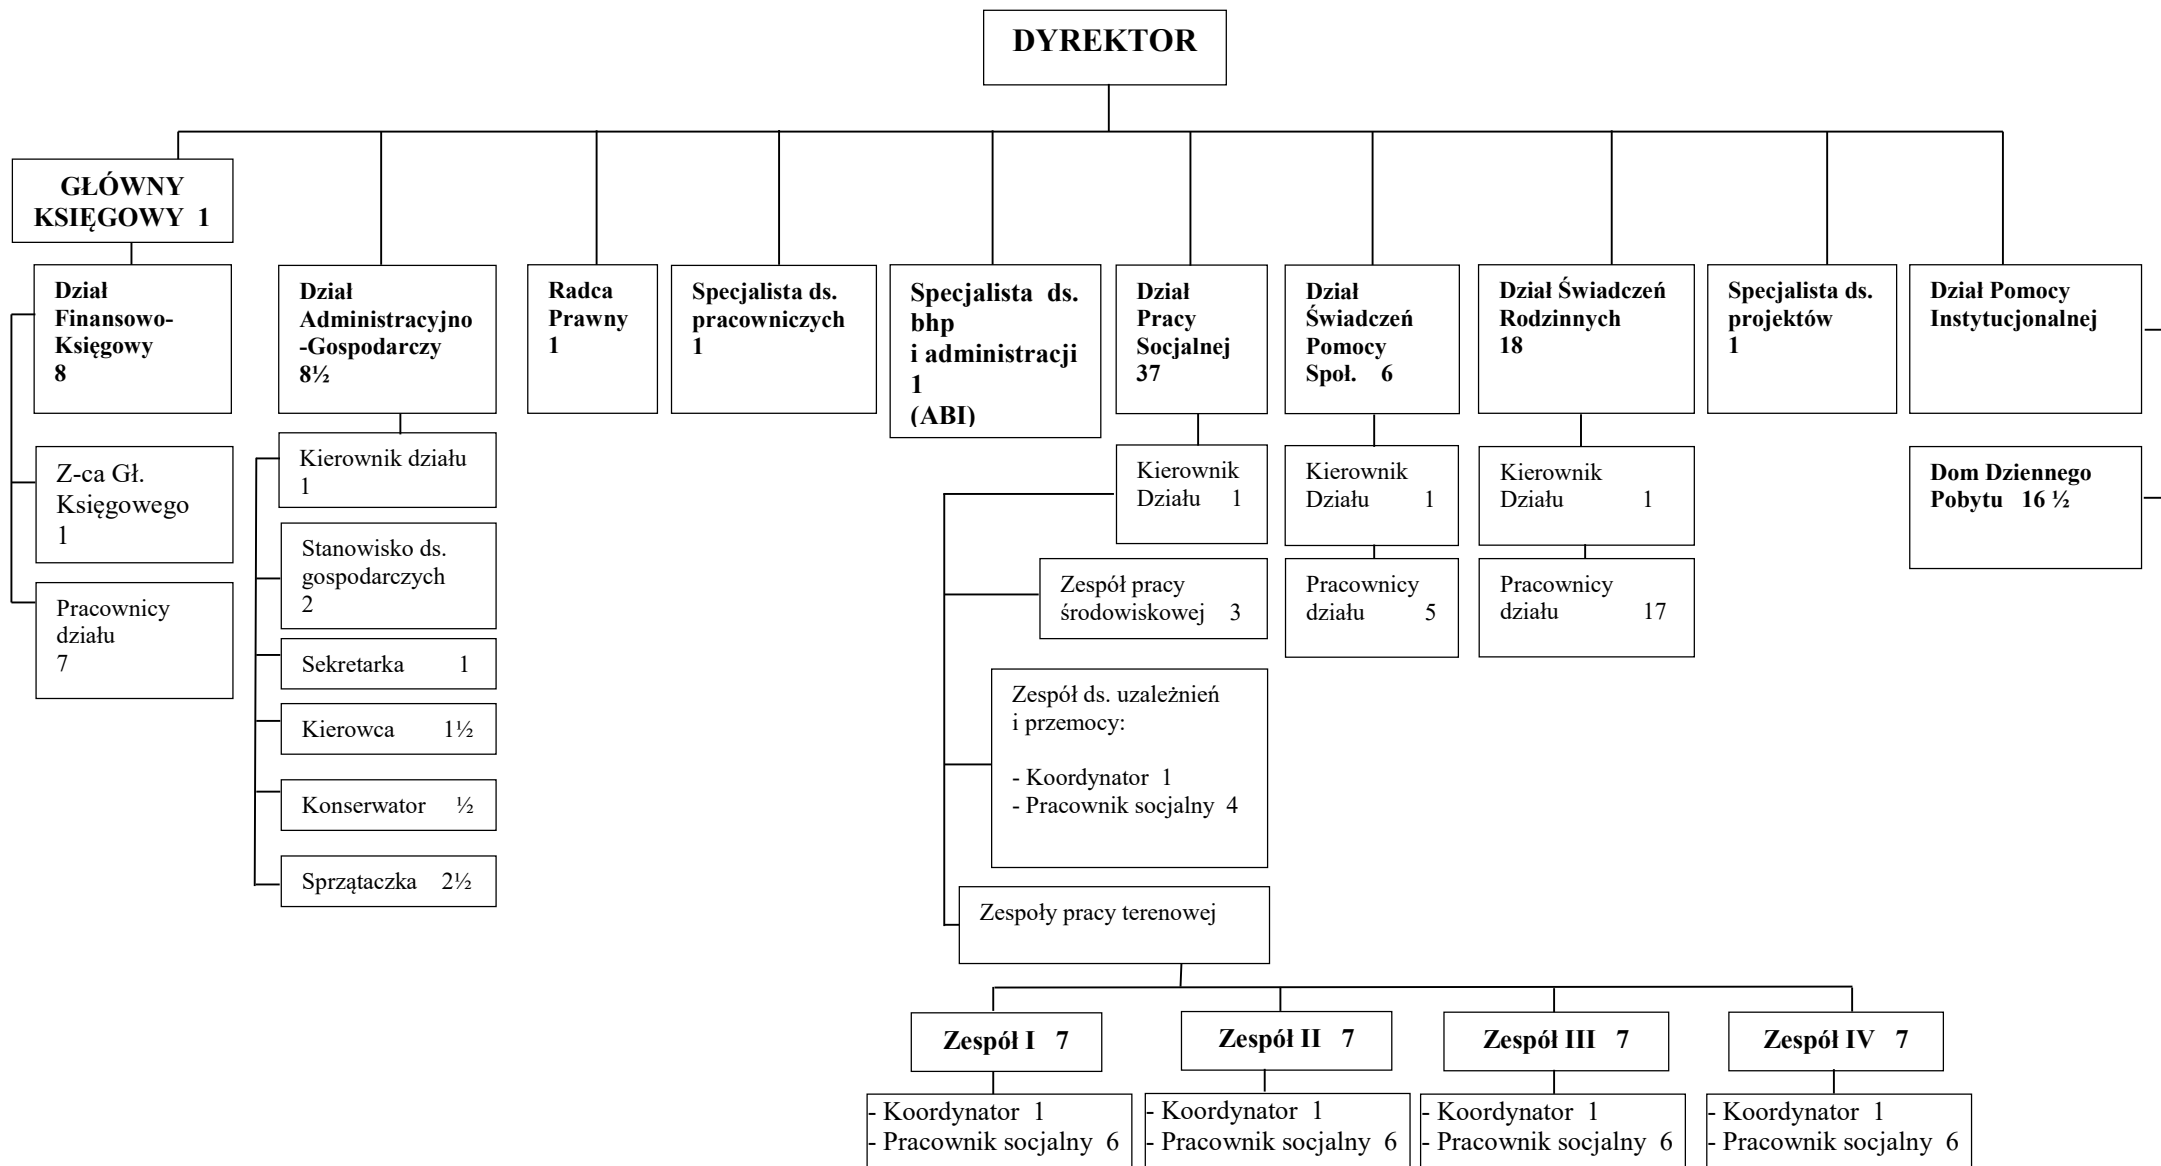 DYREKTOR
GŁÓWNY
KSIĘGOWY 1
Dział
Finansowo-
Księgowy
8
Z-ca Gł.
Księgowego
1
Pracownicy
działu
7
Dział
Administracyjno
-Gospodarczy
8½
Kierownik działu
1
Stanowisko ds.
gospodarczych
2
Sekretarka 1
Kierowca 1½
Konserwator ½
Sprzątaczka 2½
Radca
Prawny
1
Specjalista ds.
pracowniczych
1
Specjalista ds.
bhp
i administracji
1
(ABI)
Dział
Pracy
Socjalnej
37
Kierownik
Działu 1
Zespół pracy
środowiskowej 3
Zespół ds. uzależnień
i przemocy:
- Koordynator 1
- Pracownik socjalny 4
Zespoły pracy terenowej
Zespół I 7
- Koordynator 1
- Pracownik socjalny 6
Zespół II 7
- Koordynator 1
- Pracownik socjalny 6
Zespół III 7
- Koordynator 1
- Pracownik socjalny 6
Zespół IV 7
- Koordynator 1
- Pracownik socjalny 6
Dział
Świadczeń
Pomocy
Społ. 6
Kierownik
Działu 1
Pracownicy
działu 5
Dział Świadczeń
Rodzinnych
18
Kierownik
Działu 1
Pracownicy
działu 17
Specjalista ds.
projektów
1
Dział Pomocy
Instytucjonalnej
Dom Dziennego
Pobytu 16 ½